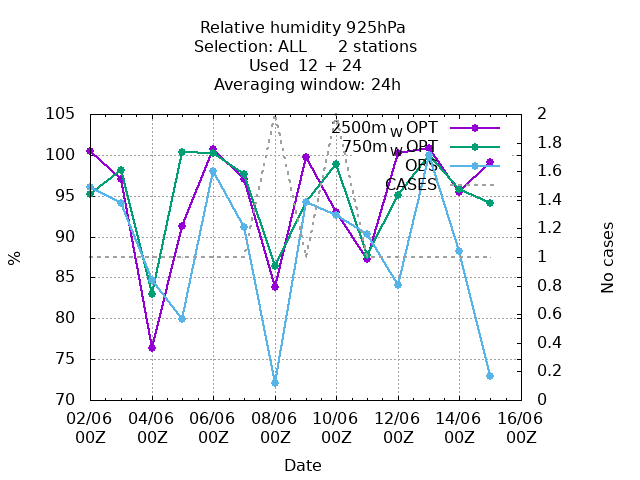 Relative humidity 925hPa
Selection: ALL 2 stations
Used 12 + 24
Averaging window: 24h
105 2
2500m w OPT
1.8
100 750m w OPT
OBS 1.6
95 CASES 1.4
90 1.2
% 1 No cases
85 0.8
80 0.6
75 0.4
0.2
70 0
02/06 04/06 06/06 08/06 10/06 12/06 14/06 16/06
00Z 00Z 00Z 00Z 00Z 00Z 00Z 00Z
Date